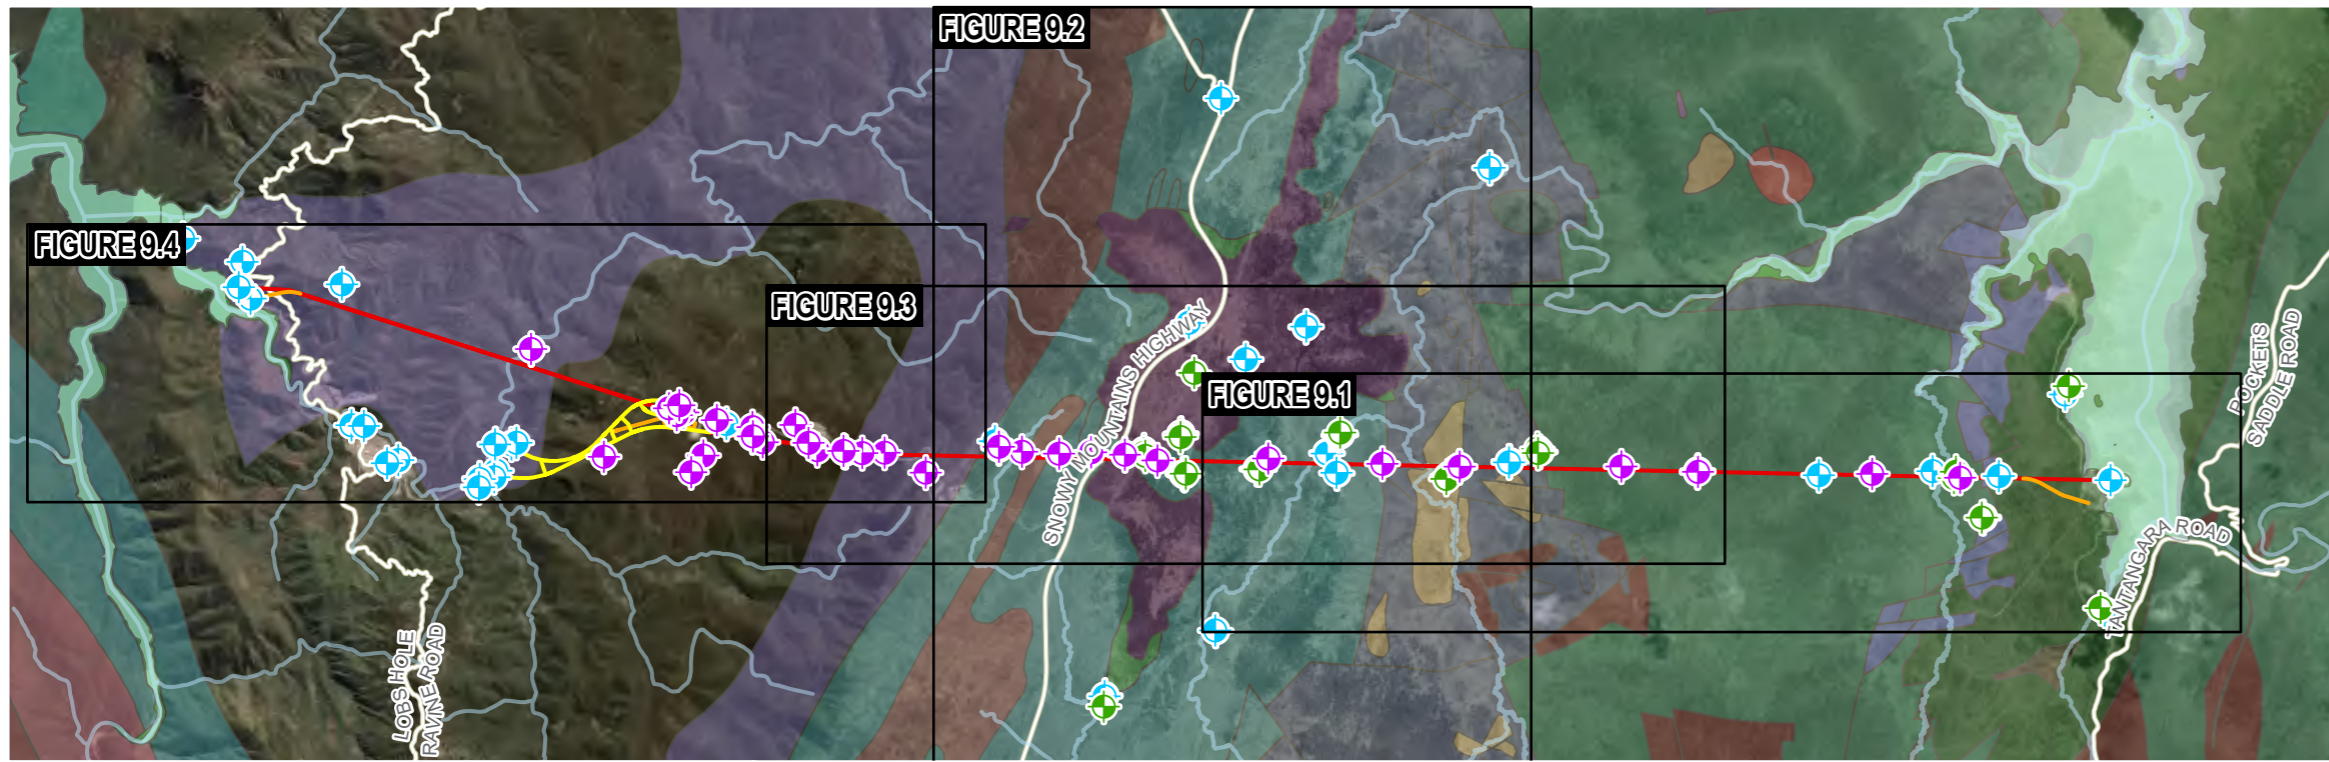 FIGURE 9.2
FIGURE 9.4
FIGURE 9.3
SNOWY MOUNTAINS HIGHWAY
FIGURE 9.1
POCKETS
SADDLE ROAD
TANTANGARA ROAD
LOBS HOLE
RAVINE ROAD